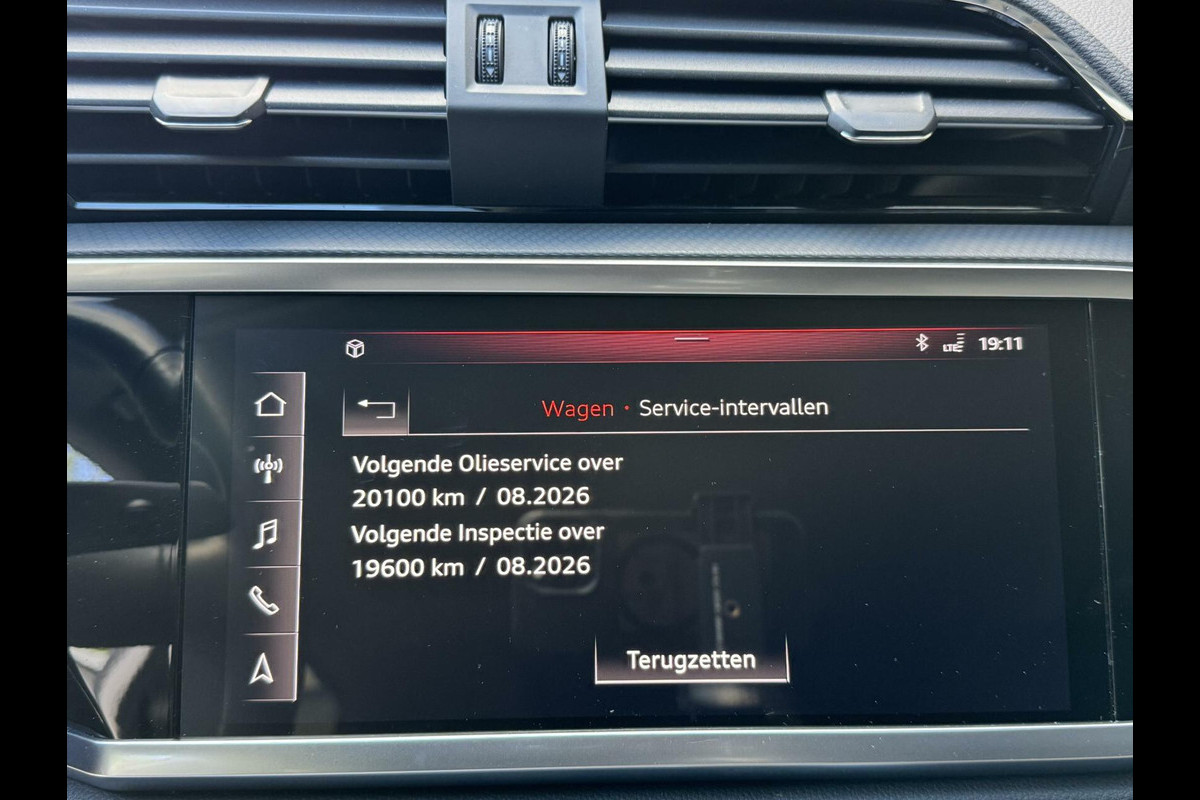 LTE 19:11
Wagen • Service-intervallen
Volgende Olieservice over
20100 km / 08.2026
Volgende Inspectie over
19600 km / 08.2026
Terugzetten